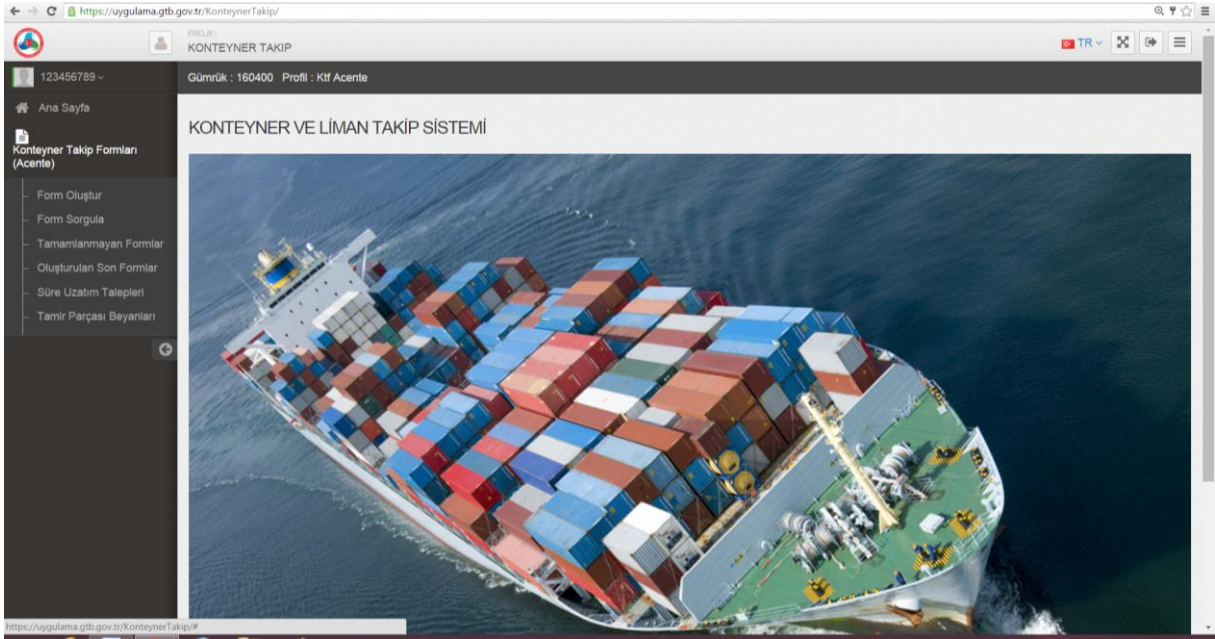 https://uygulama.gtb.gov.tr/KonteynerTakip/
PROJE:
KONTEYNER TAKIP
TR
123456789
Gümrük : 160400 Profil : Ktf Acente
Ana Sayfa
Konteyner Takip Formları
(Acente)
Form Oluştur
Form Sorgula
Tamamlanmayan Formlar
Oluşturulan Son Formlar
Süre Uzatım Talepleri
Tamir Parçası Beyanları
KONTEYNER VE LİMAN TAKİP SİSTEMİ
https://uygulama.gtb.gov.tr/KonteynerTakip/#